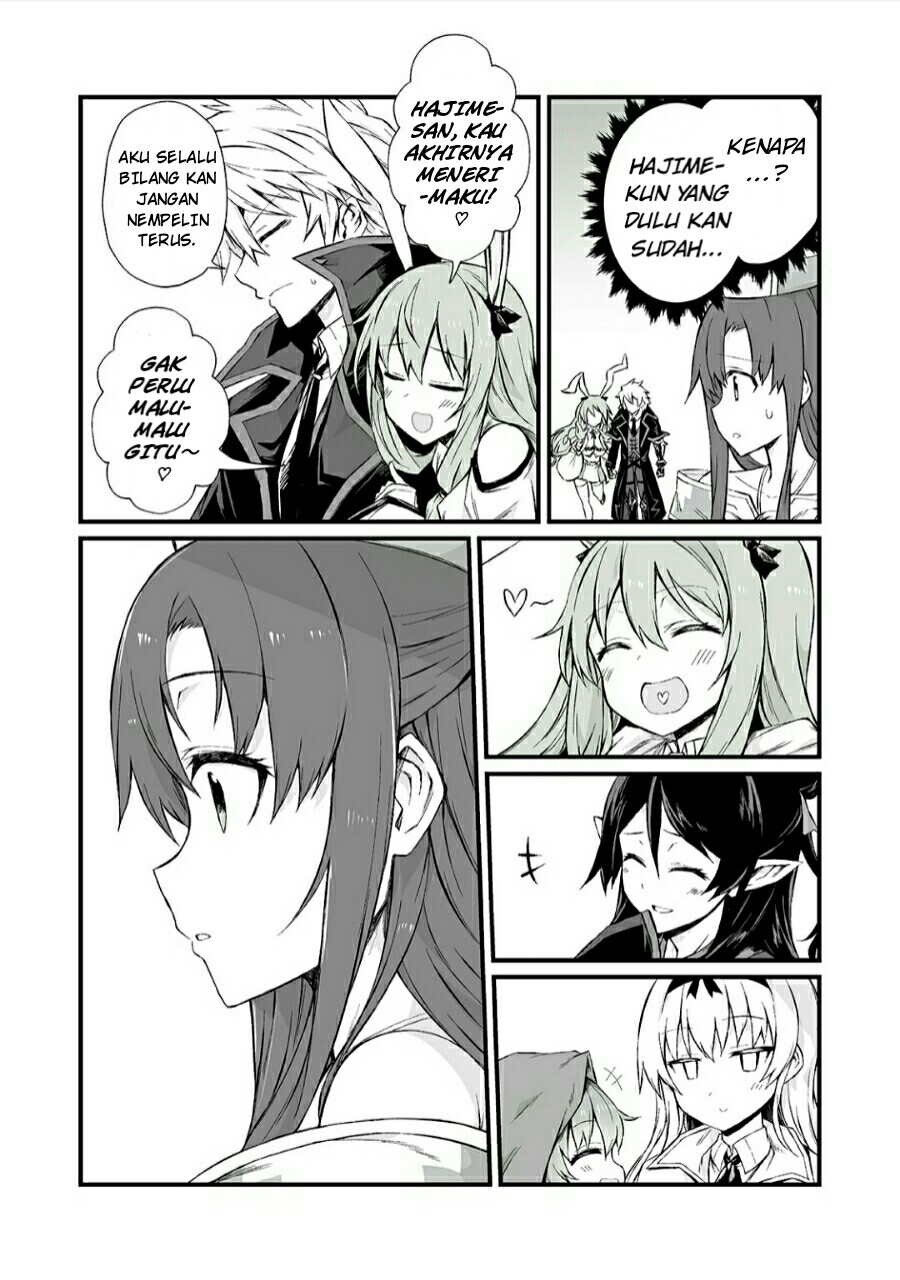 HAJIME-
SAN, KAU
AKHIRNYA
MENERI
-MAKU!
♡
AKU SELALU
BILANG KAN
JANGAN
NEMPELIN
TERUS.
GAK
PERLU
MALU-
MALU
GITU~
♡
KENAPA
...?
HAJIME-
KUN YANG
DULU KAN
SUDAH...
♡~